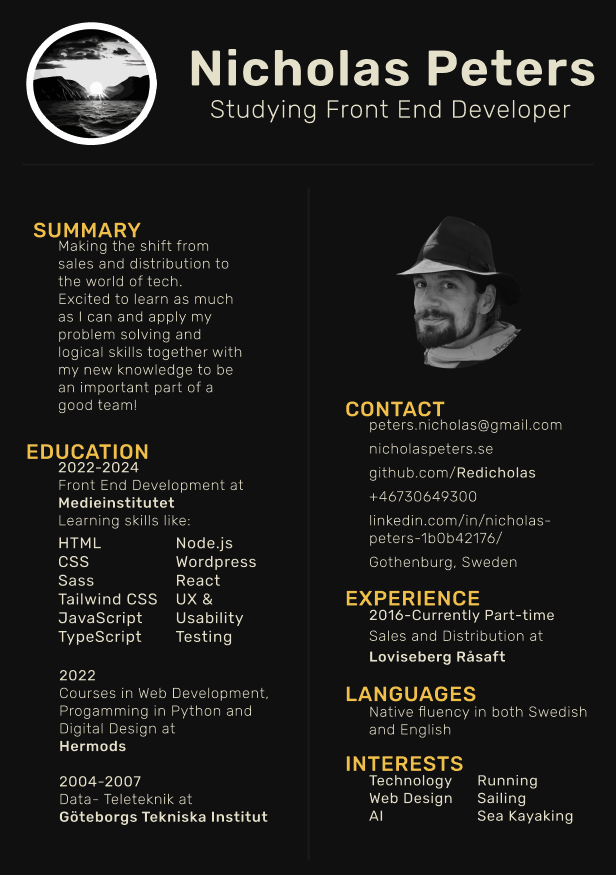 Nicholas Peters
Studying Front End Developer
SUMMARY
Making the shift from
sales and distribution to
the world of tech.
Excited to learn as much
as I can and apply my
problem solving and
logical skills together with
my new knowledge to be
an important part of a
good team!
EDUCATION
2022-2024
Front End Development at
Medieinstitutet
Learning skills like:
HTML
CSS
Sass
Tailwind CSS
JavaScript
TypeScript
Node.js
Wordpress
React
UX &
Usability
Testing
2022
Courses in Web Development,
Progamming in Python and
Digital Design at
Hermods
2004-2007
Data- Teleteknik at
Göteborgs Tekniska Institut
CONTACT
peters.nicholas@gmail.com
nicholaspeters.se
github.com/Redicholas
+46730649300
linkedin.com/in/nicholas-
peters-1b0b42176/
Gothenburg, Sweden
EXPERIENCE
2016-Currently Part-time
Sales and Distribution at
Loviseberg Råsaft
LANGUAGES
Native fluency in both Swedish
and English
INTERESTS
Technology
Web Design
AI
Running
Sailing
Sea Kayaking